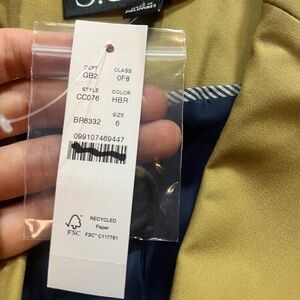 DEPT CLASS
GB2 0F8
STYLE COLOR
CC076 HBR
SIZE
BR6332 6
099107469447
FSC
RECYCLED
Paper
FSC® C117781